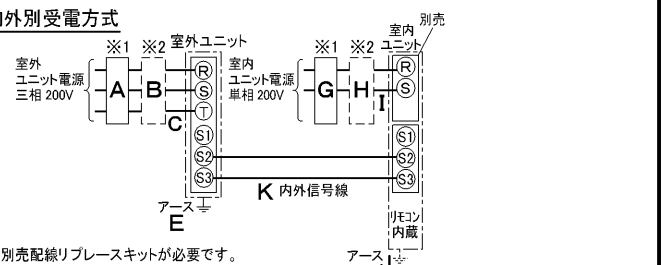 内外別受電方式
別売
※1 ※2 室外ユニット
※1 ※2 室内
ユニット
室外
ユニット電源
三相 200V
A B
R
S
T
S1
S2
S3
C
室内
ユニット電源
単相 200V
G H
I
R
S
S1
S2
S3
K 内外信号線
アース
E
リモコン
内蔵
別売配線リプレースキットが必要です。
アース